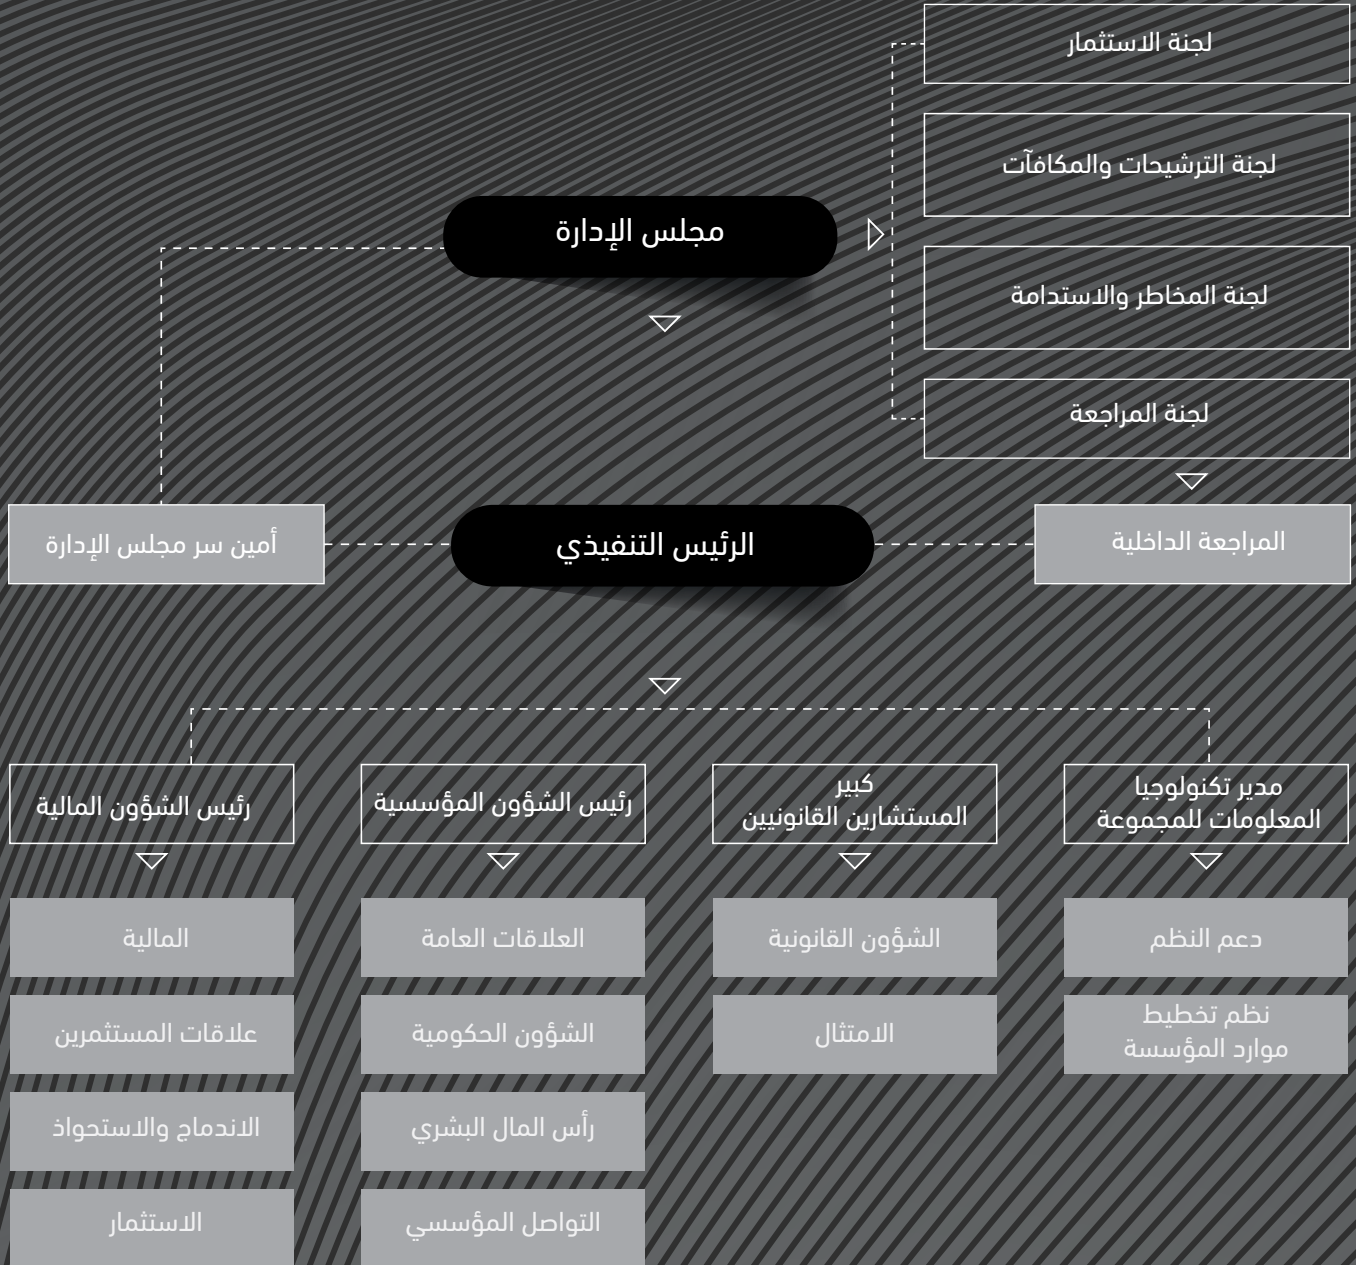 لجنة الاستثمار
لجنة الترشيحات والمكافآت
مجلس الإدارة
لجنة المخاطر والاستدامة
لجنة المراجعة
المراجعة الداخلية
الرئيس التنفيذي
أمين سر مجلس الإدارة
مدير تكنولوجيا
المعلومات للمجموعة
كبير
المستشارين القانونيين
رئيس الشؤون المؤسسية
رئيس الشؤون المالية
دعم النظم
الشؤون القانونية
العلاقات العامة
المالية
نظم تخطيط
موارد المؤسسة
الامتثال
الشؤون الحكومية
علاقات المستثمرين
رأس المال البشري
الاندماج والاستحواذ
التواصل المؤسسي
الاستثمار